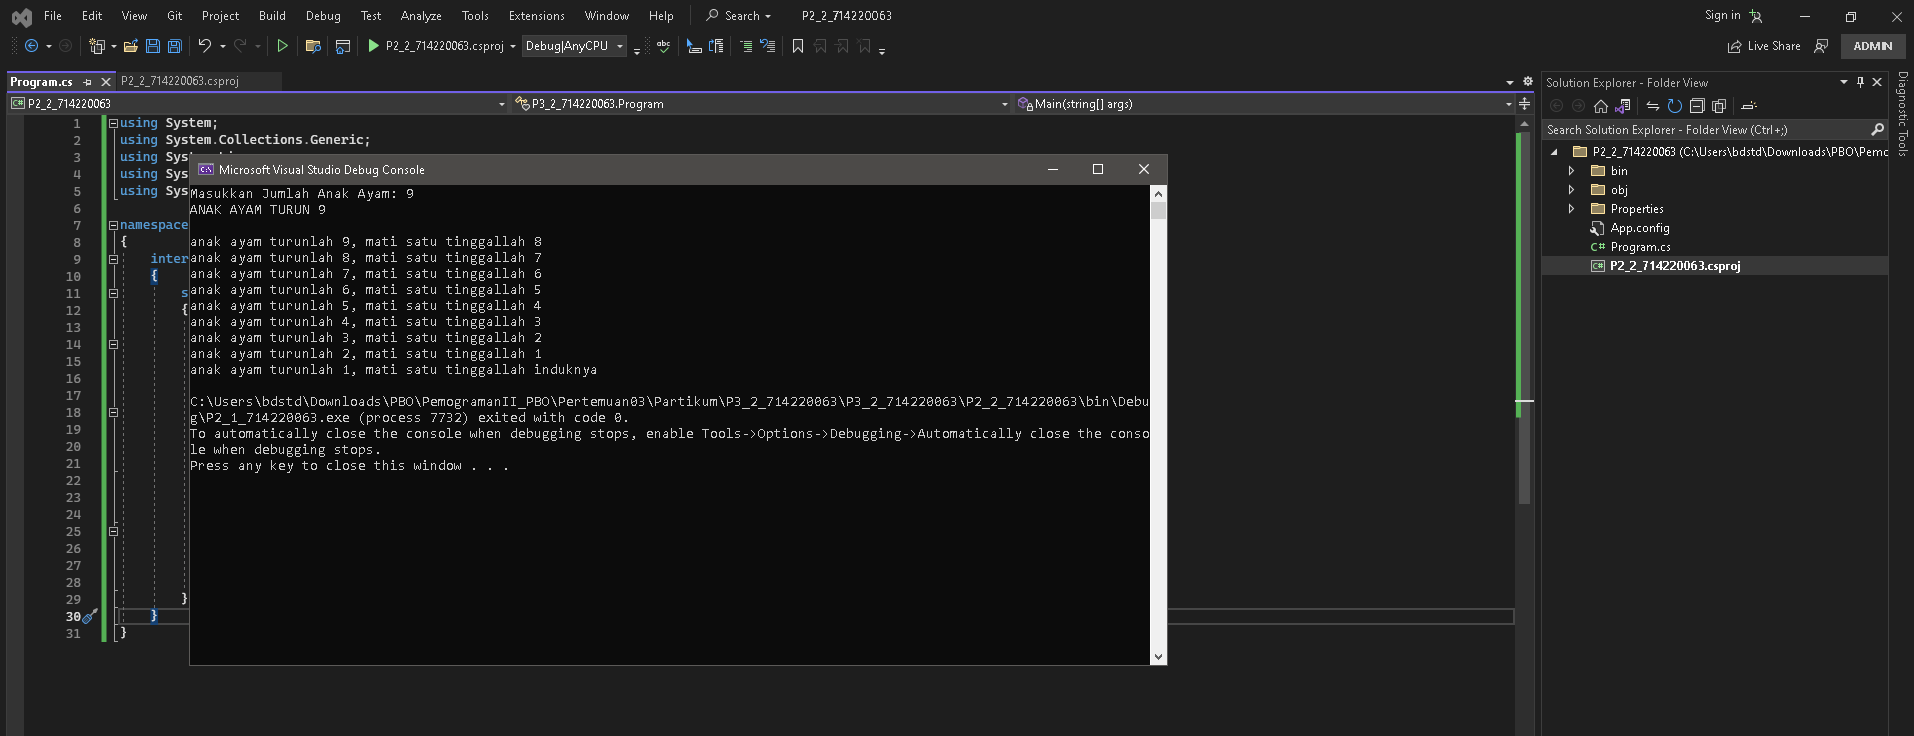 File Edit View Git Project Build Debug Test Analyze Tools Extensions Window Help Search P2_2_714220063 Sign in
P2_2_714220063.csproj Debug|AnyCPU abc Live Share ADMIN
Program.cs P2_2_714220063.csproj
C# P2_2_714220063 P3_2_714220063.Program Main(string[] args)
1 using System;
2 using System.Collections.Generic;
3 using Sys
4 using Sys
5 using Sys
6
7 namespace
8 {
9 inter
10 {
11 s
12 {
13
14
15
16
17
18
19
20
21
22
23
24
25
26
27
28
29 }
30 }
31 }
Microsoft Visual Studio Debug Console
Masukkan Jumlah Anak Ayam: 9
ANAK AYAM TURUN 9
anak ayam turunlah 9, mati satu tinggallah 8
anak ayam turunlah 8, mati satu tinggallah 7
anak ayam turunlah 7, mati satu tinggallah 6
anak ayam turunlah 6, mati satu tinggallah 5
anak ayam turunlah 5, mati satu tinggallah 4
anak ayam turunlah 4, mati satu tinggallah 3
anak ayam turunlah 3, mati satu tinggallah 2
anak ayam turunlah 2, mati satu tinggallah 1
anak ayam turunlah 1, mati satu tinggallah induknya
C:\Users\bdstd\Downloads\PBO\PemogramanII_PBO\Pertemuan03\Partikum\P3_2_714220063\P3_2_714220063\P2_2_714220063\bin\Debu
g\P2_1_714220063.exe (process 7732) exited with code 0.
To automatically close the console when debugging stops, enable Tools->Options->Debugging->Automatically close the conso
le when debugging stops.
Press any key to close this window . . .
Solution Explorer - Folder View
Search Solution Explorer - Folder View (Ctrl+;)
P2_2_714220063 (C:\Users\bdstd\Downloads\PBO\Pemc
bin
obj
Properties
App.config
C# Program.cs
C# P2_2_714220063.csproj
Diagnostic Tools